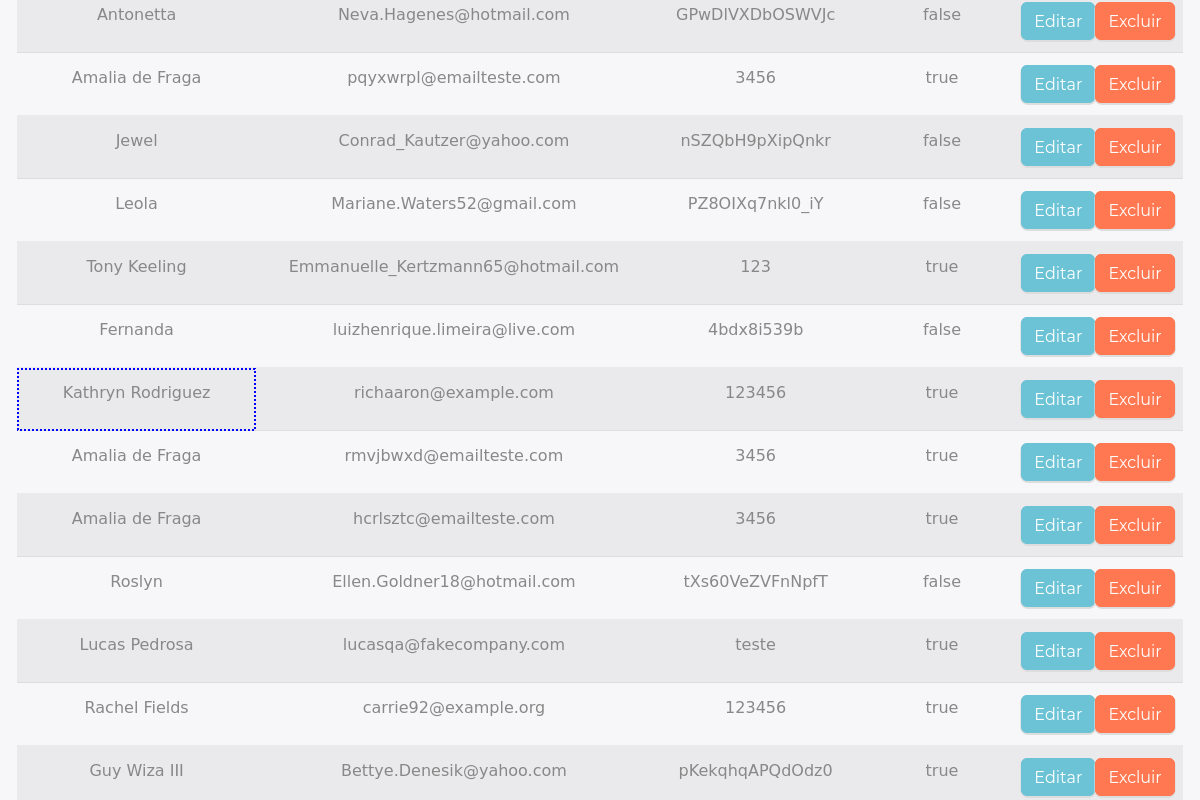 Antonetta Neva.Hagenes@hotmail.com GPwDlVXDbOSWVJc false Editar Excluir
Amalia de Fraga pqyxwrpl@emailteste.com 3456 true Editar Excluir
Jewel Conrad_Kautzer@yahoo.com nSZQbH9pXipQnkr false Editar Excluir
Leola Mariane.Waters52@gmail.com PZ8OIXq7nkl0_iY false Editar Excluir
Tony Keeling Emmanuelle_Kertzmann65@hotmail.com 123 true Editar Excluir
Fernanda luizhenrique.limeira@live.com 4bdx8i539b false Editar Excluir
Kathryn Rodriguez richaaron@example.com 123456 true Editar Excluir
Amalia de Fraga rmvjbwxd@emailteste.com 3456 true Editar Excluir
Amalia de Fraga hcrlsztc@emailteste.com 3456 true Editar Excluir
Roslyn Ellen.Goldner18@hotmail.com tXs60VeZVFnNpfT false Editar Excluir
Lucas Pedrosa lucasqa@fakecompany.com teste true Editar Excluir
Rachel Fields carrie92@example.org 123456 true Editar Excluir
Guy Wiza III Bettye.Denesik@yahoo.com pKekqhqAPQdOdz0 true Editar Excluir